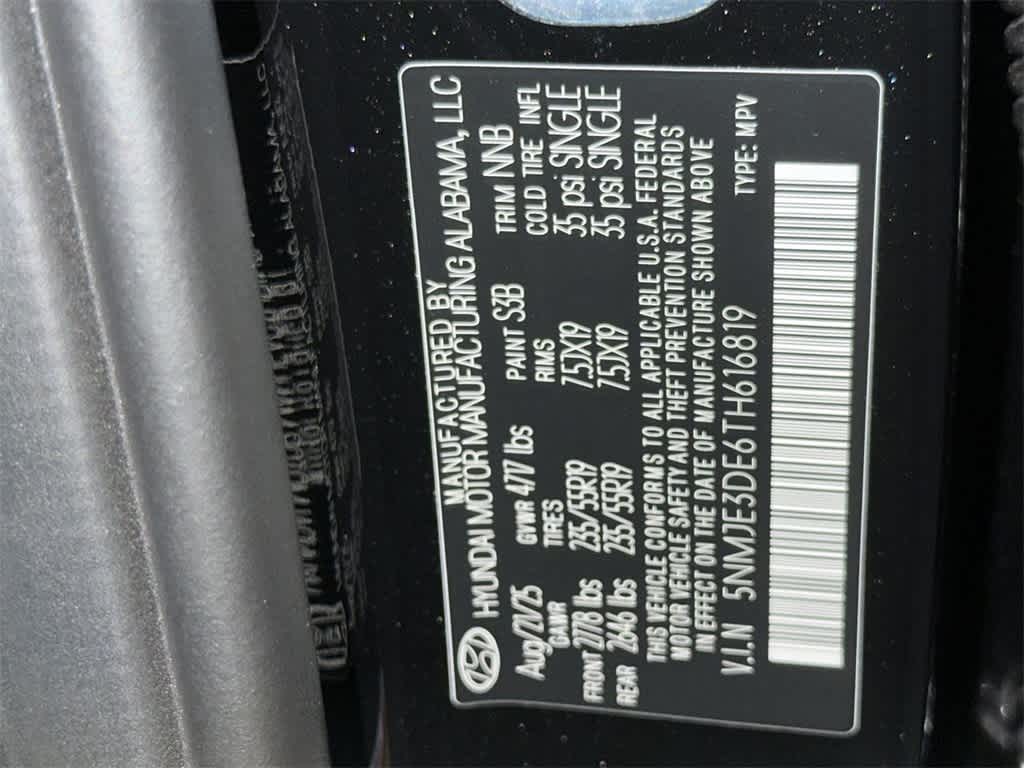 MANUFACTURED BY
HYUNDAI MOTOR MANUFACTURING ALABAMA, LLC
Aug/21/25 GVWR 4717 lbs PAINT S3B TRIM NNB
GAWR TIRES RIMS COLD TIRE INFL
FRONT 2778 lbs 235/55R19 7.5JX19 35 psi SINGLE
REAR 2646 lbs 235/55R19 7.5JX19 35 psi SINGLE
THIS VEHICLE CONFORMS TO ALL APPLICABLE U.S.A. FEDERAL
MOTOR VEHICLE SAFETY AND THEFT PREVENTION STANDARDS
IN EFFECT ON THE DATE OF MANUFACTURE SHOWN ABOVE
V.I.N 5NMJE3DE6TH616819 TYPE: MPV